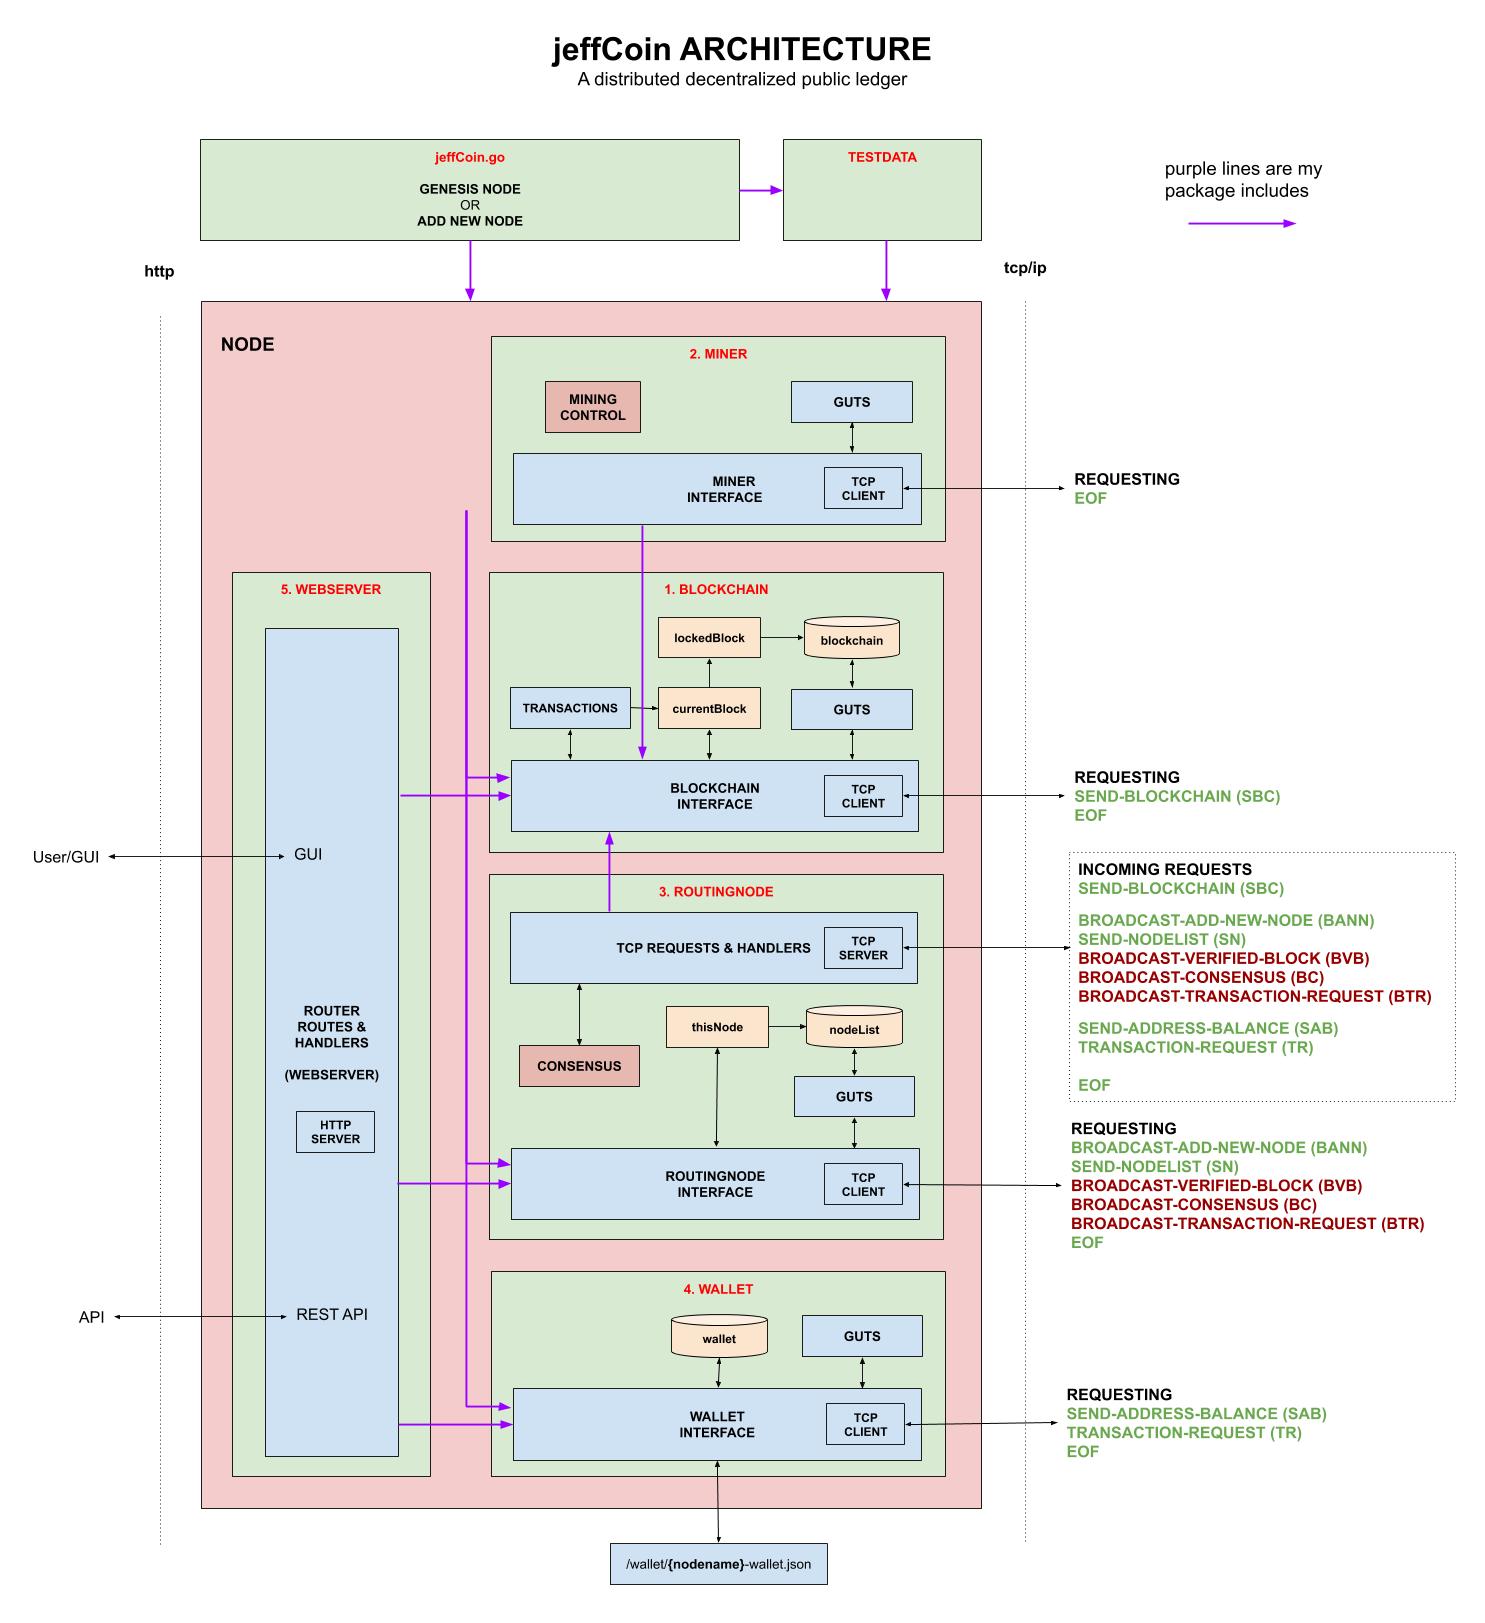 jeffCoin ARCHITECTURE
A distributed decentralized public ledger
jeffCoin.go
GENESIS NODE
OR
ADD NEW NODE
TESTDATA
purple lines are my
package includes
http
tcp/ip
NODE
2. MINER
MINING
CONTROL
GUTS
MINER
INTERFACE
TCP
CLIENT
REQUESTING
EOF
5. WEBSERVER
1. BLOCKCHAIN
lockedBlock
blockchain
TRANSACTIONS
currentBlock
GUTS
BLOCKCHAIN
INTERFACE
TCP
CLIENT
REQUESTING
SEND-BLOCKCHAIN (SBC)
EOF
User/GUI
GUI
3. ROUTINGNODE
TCP REQUESTS & HANDLERS
TCP
SERVER
INCOMING REQUESTS
SEND-BLOCKCHAIN (SBC)
BROADCAST-ADD-NEW-NODE (BANN)
SEND-NODELIST (SN)
BROADCAST-VERIFIED-BLOCK (BVB)
BROADCAST-CONSENSUS (BC)
BROADCAST-TRANSACTION-REQUEST (BTR)
SEND-ADDRESS-BALANCE (SAB)
TRANSACTION-REQUEST (TR)
EOF
ROUTER
ROUTES &
HANDLERS
(WEBSERVER)
HTTP
SERVER
thisNode
nodeList
CONSENSUS
GUTS
ROUTINGNODE
INTERFACE
TCP
CLIENT
REQUESTING
BROADCAST-ADD-NEW-NODE (BANN)
SEND-NODELIST (SN)
BROADCAST-VERIFIED-BLOCK (BVB)
BROADCAST-CONSENSUS (BC)
BROADCAST-TRANSACTION-REQUEST (BTR)
EOF
API
REST API
4. WALLET
wallet
GUTS
WALLET
INTERFACE
TCP
CLIENT
REQUESTING
SEND-ADDRESS-BALANCE (SAB)
TRANSACTION-REQUEST (TR)
EOF
/wallet/{nodename}-wallet.json